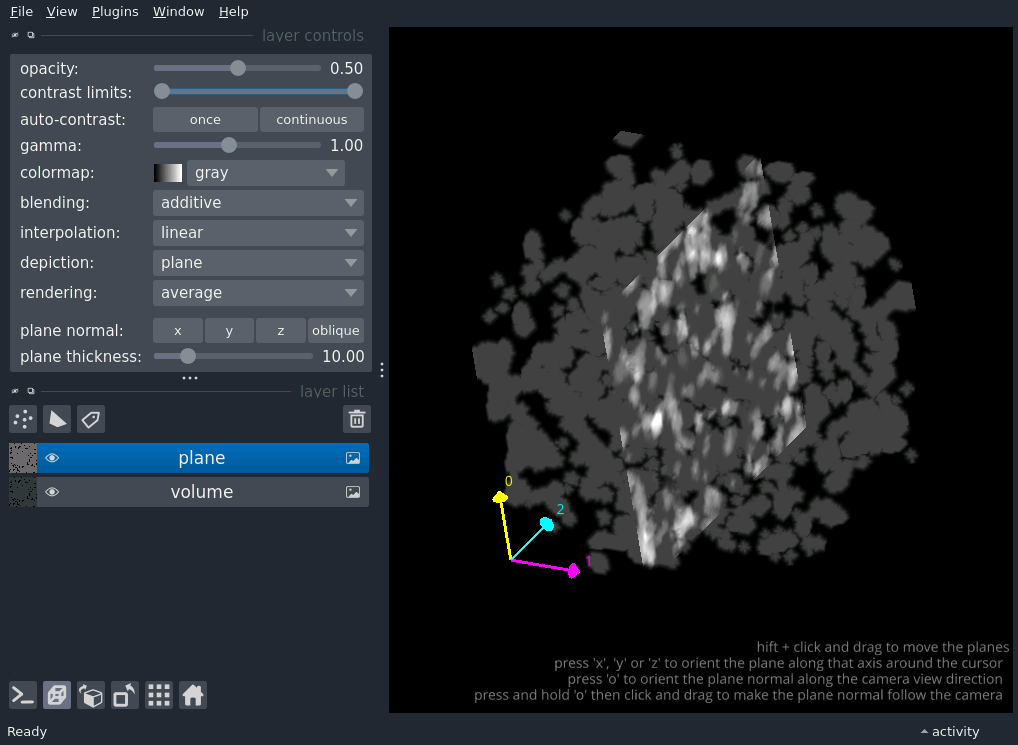 File View Plugins Window Help
layer controls
opacity: 0.50
contrast limits:
auto-contrast: once continuous
gamma: 1.00
colormap: gray
blending: additive
interpolation: linear
depiction: plane
rendering: average
plane normal: x y z oblique
plane thickness: 10.00
layer list
plane
volume
0
2
1
hift + click and drag to move the planes
press 'x', 'y' or 'z' to orient the plane along that axis around the cursor
press 'o' to orient the plane normal along the camera view direction
press and hold 'o' then click and drag to make the plane normal follow the camera
Ready activity